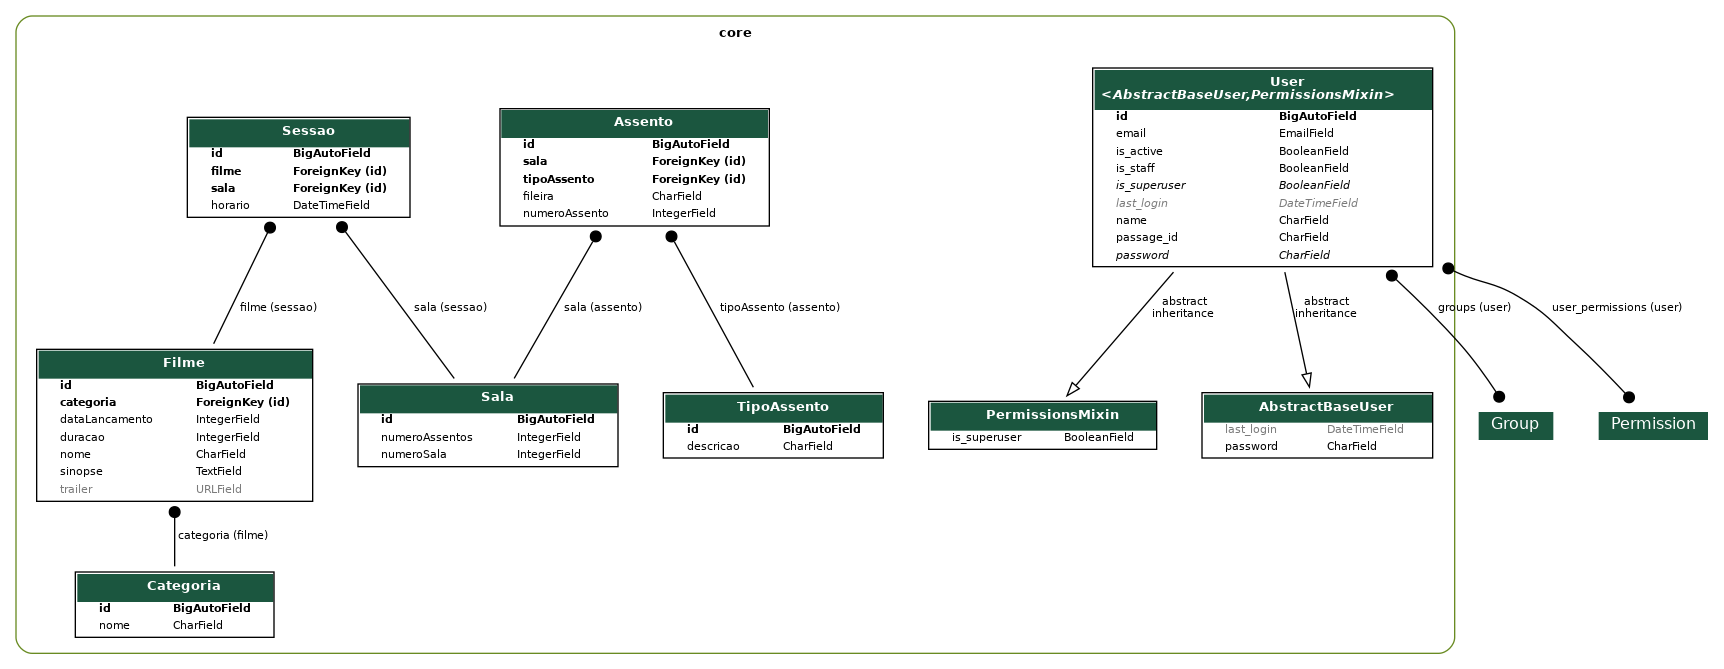 core
User
<AbstractBaseUser,PermissionsMixin>
id BigAutoField
email EmailField
is_active BooleanField
is_staff BooleanField
is_superuser BooleanField
last_login DateTimeField
name CharField
passage_id CharField
password CharField
Sessao
id BigAutoField
filme ForeignKey (id)
sala ForeignKey (id)
horario DateTimeField
Assento
id BigAutoField
sala ForeignKey (id)
tipoAssento ForeignKey (id)
fileira CharField
numeroAssento IntegerField
filme (sessao)
sala (sessao)
sala (assento)
tipoAssento (assento)
abstract
inheritance
abstract
inheritance
groups (user)
user_permissions (user)
Filme
id BigAutoField
categoria ForeignKey (id)
dataLancamento IntegerField
duracao IntegerField
nome CharField
sinopse TextField
trailer URLField
Sala
id BigAutoField
numeroAssentos IntegerField
numeroSala IntegerField
TipoAssento
id BigAutoField
descricao CharField
PermissionsMixin
is_superuser BooleanField
AbstractBaseUser
last_login DateTimeField
password CharField
Group
Permission
categoria (filme)
Categoria
id BigAutoField
nome CharField